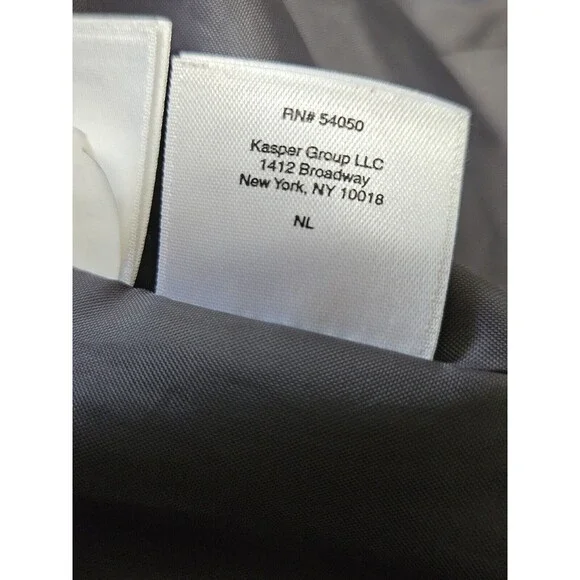 RN# 54050
Kasper Group LLC
1412 Broadway
New York, NY 10018
NL